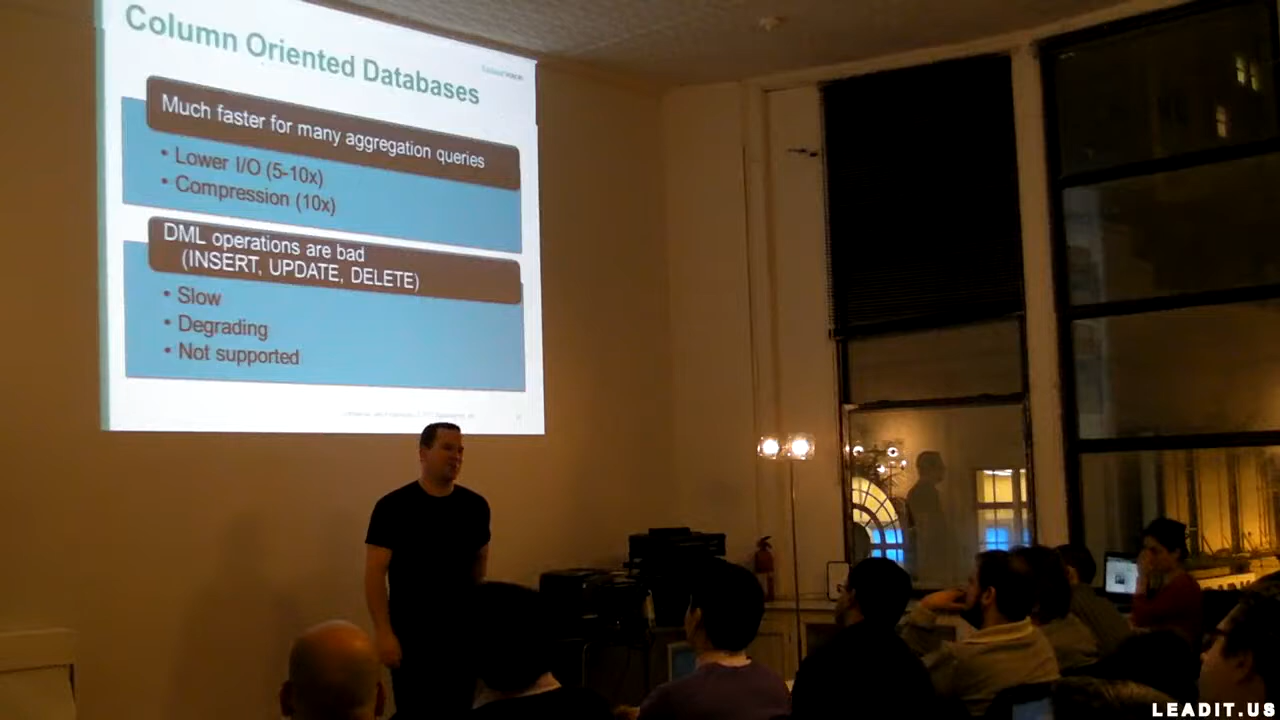 Column Oriented Databases
Much faster for many aggregation queries
• Lower I/O (5-10x)
• Compression (10x)
DML operations are bad
(INSERT, UPDATE, DELETE)
• Slow
• Degrading
• Not supported
LEADIT.US